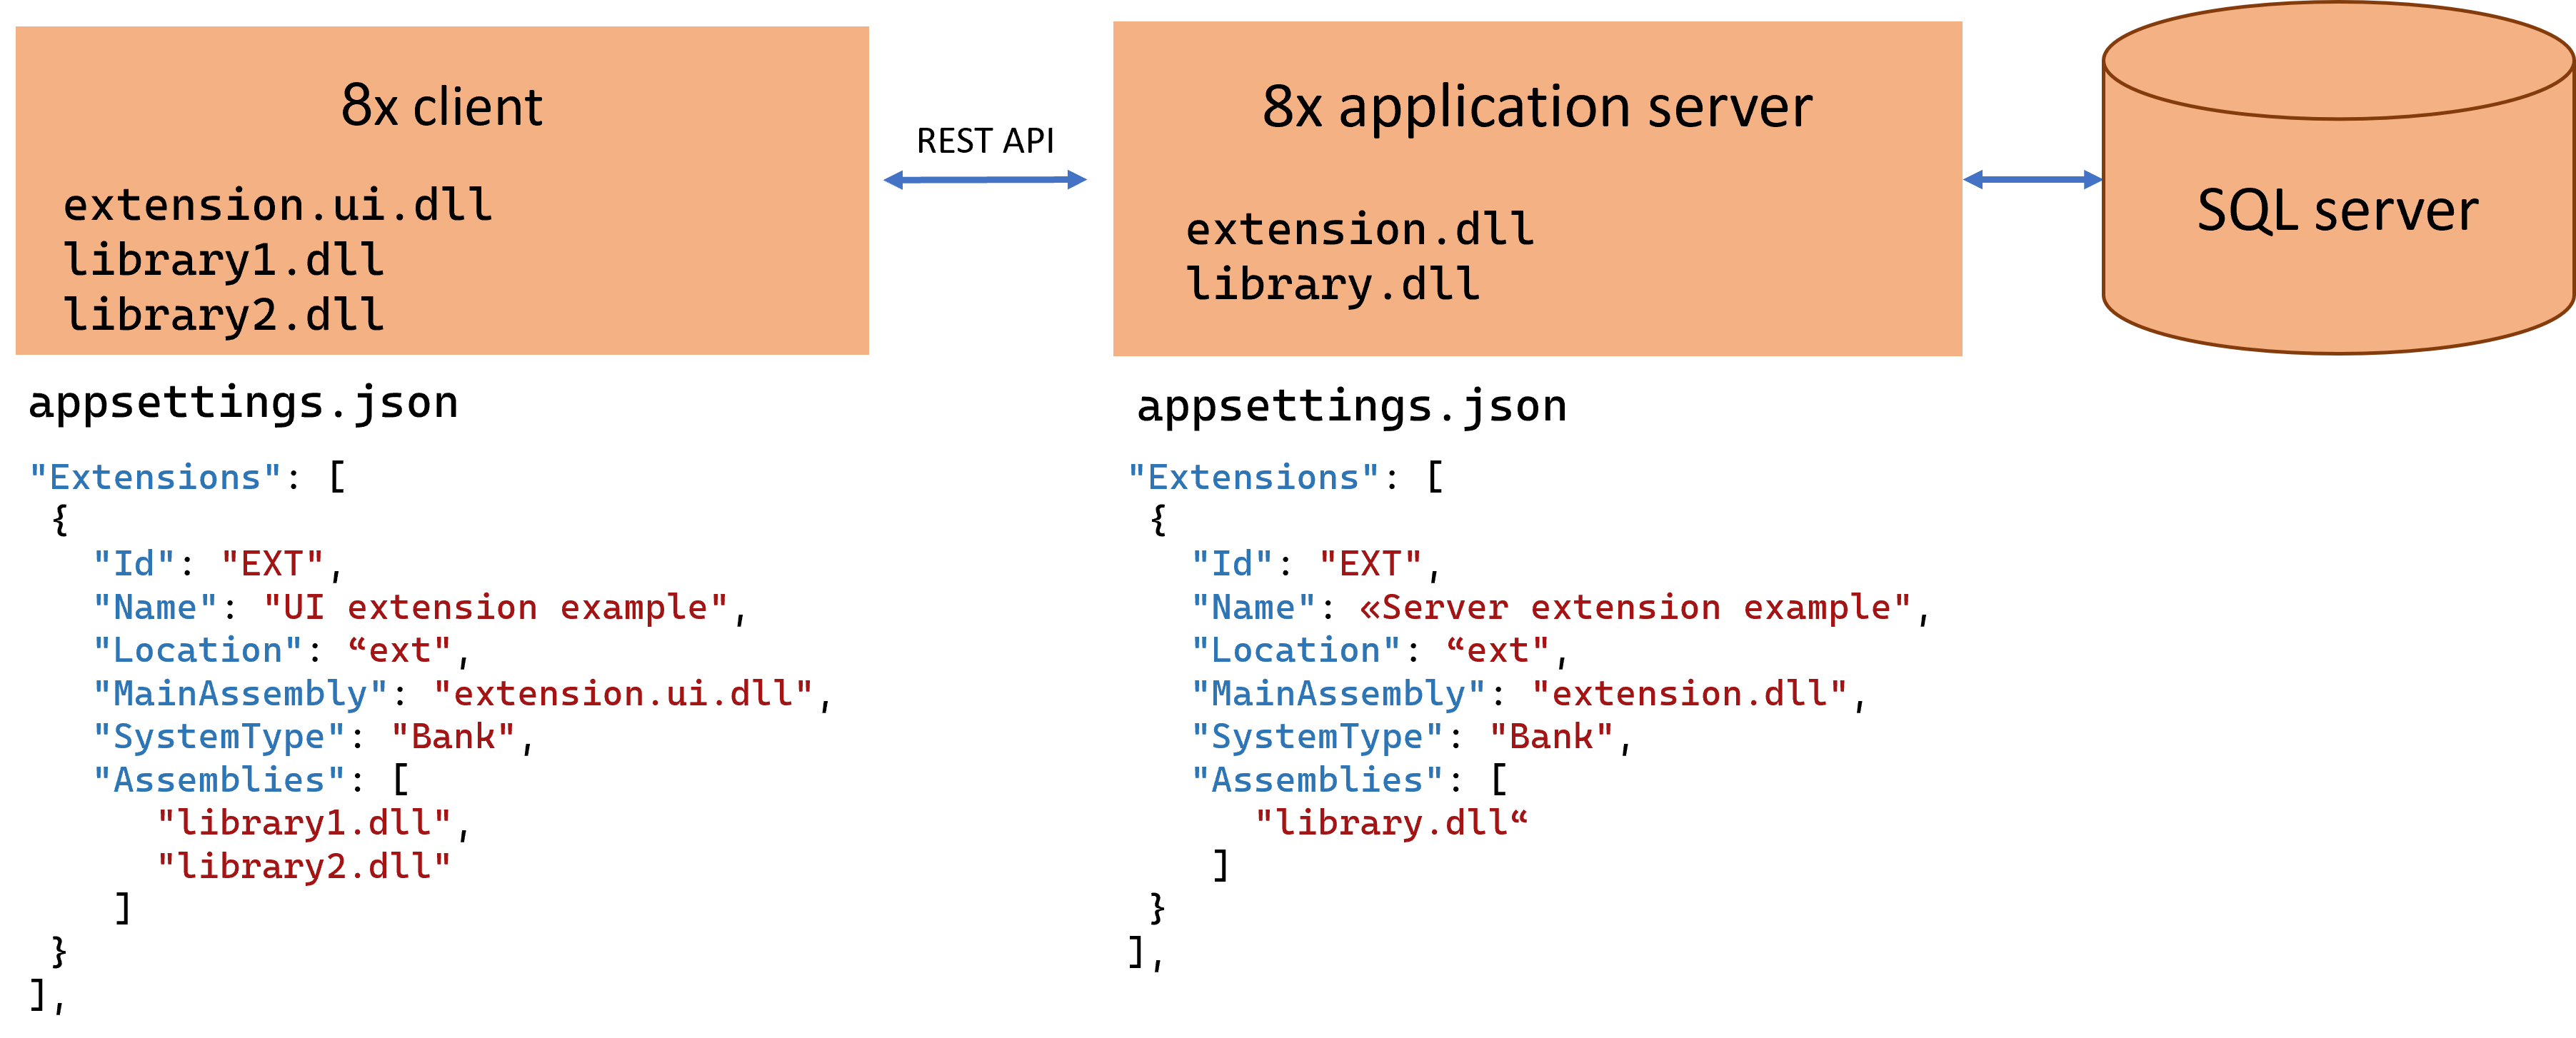 8x client
extension.ui.dll
library1.dll
library2.dll
REST API
8x application server
extension.dll
library.dll
SQL server
appsettings.json
"Extensions": [
{
"Id": "EXT",
"Name": "UI extension example",
"Location": “ext",
"MainAssembly": "extension.ui.dll",
"SystemType": "Bank",
"Assemblies": [
"library1.dll",
"library2.dll"
]
}
],
appsettings.json
"Extensions": [
{
"Id": "EXT",
"Name": «Server extension example",
"Location": “ext",
"MainAssembly": "extension.dll",
"SystemType": "Bank",
"Assemblies": [
"library.dll“
]
}
],